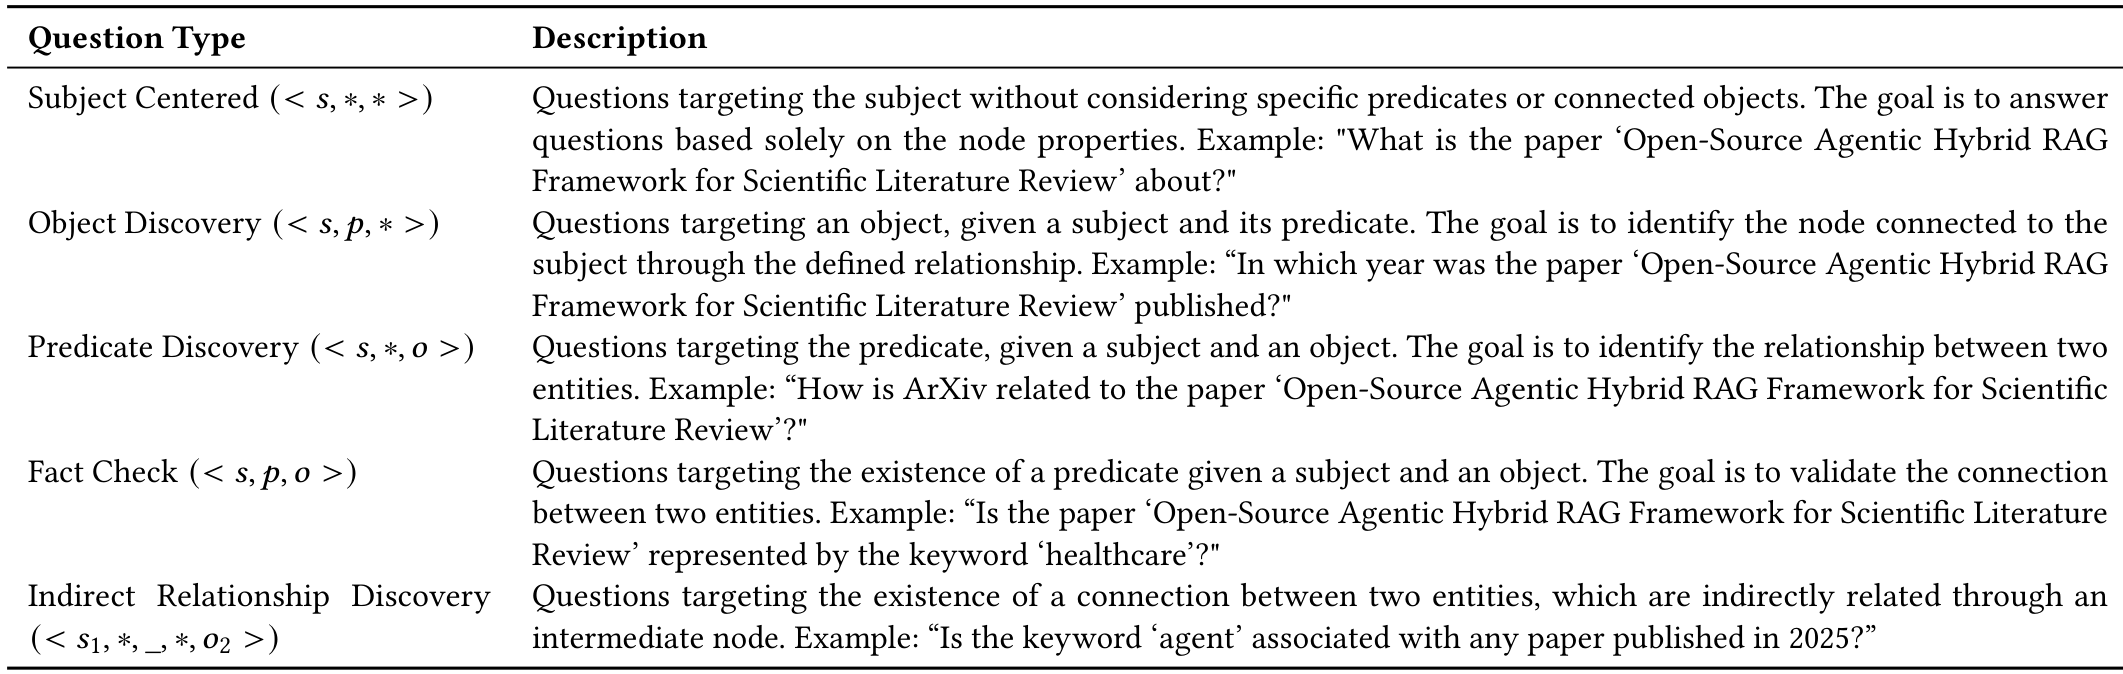 Question Type Description
Subject Centered (< s, *, * >) Questions targeting the subject without considering specific predicates or connected objects. The goal is to answer
questions based solely on the node properties. Example: "What is the paper ‘Open-Source Agentic Hybrid RAG
Framework for Scientific Literature Review’ about?"
Object Discovery (< s, p, * >) Questions targeting an object, given a subject and its predicate. The goal is to identify the node connected to the
subject through the defined relationship. Example: “In which year was the paper ‘Open-Source Agentic Hybrid RAG
Framework for Scientific Literature Review’ published?"
Predicate Discovery (< s, *, o >) Questions targeting the predicate, given a subject and an object. The goal is to identify the relationship between two
entities. Example: “How is ArXiv related to the paper ‘Open-Source Agentic Hybrid RAG Framework for Scientific
Literature Review’?"
Fact Check (< s, p, o >) Questions targeting the existence of a predicate given a subject and an object. The goal is to validate the connection
between two entities. Example: “Is the paper ‘Open-Source Agentic Hybrid RAG Framework for Scientific Literature
Review’ represented by the keyword ‘healthcare’?"
Indirect Relationship Discovery Questions targeting the existence of a connection between two entities, which are indirectly related through an
(< s₁, *, _, *, o₂ >) intermediate node. Example: “Is the keyword ‘agent’ associated with any paper published in 2025?”